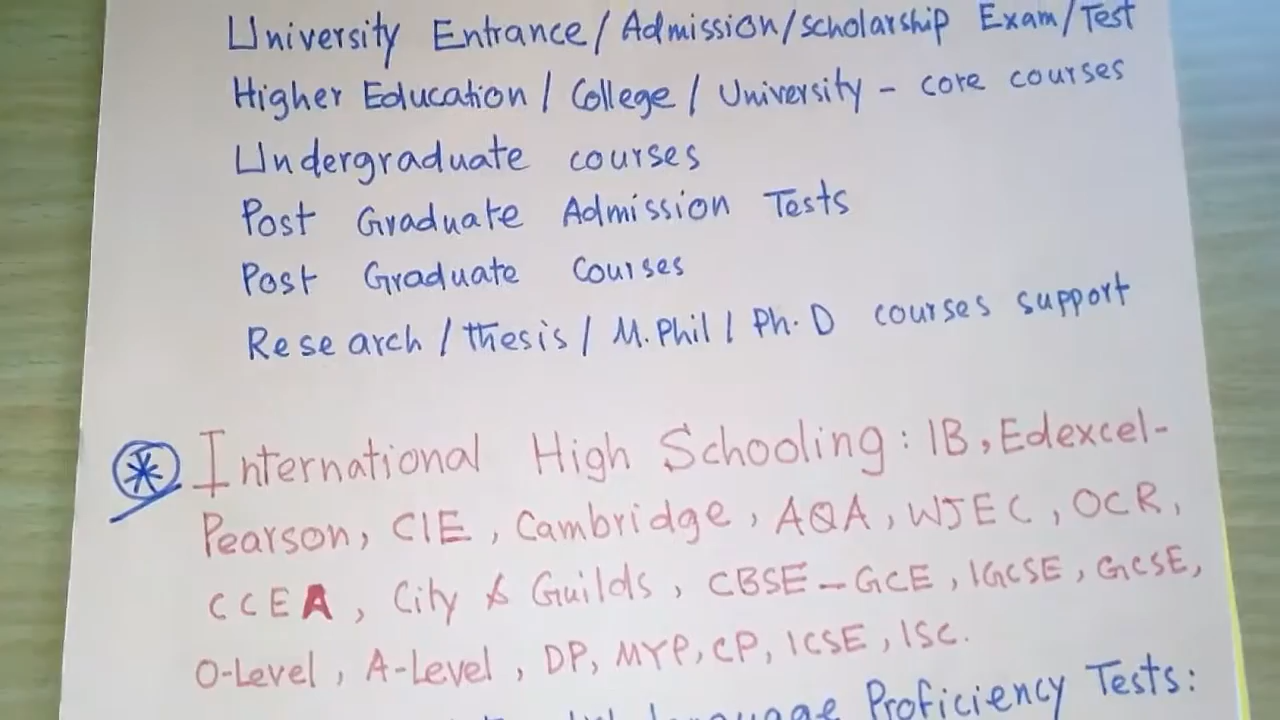 University Entrance/Admission/scholarship Exam/Test
Higher Education / College / University - core courses
Undergraduate courses
Post Graduate Admission Tests
Post Graduate Courses
Research / thesis / M.Phil / Ph.D courses support
* International High Schooling: IB, Edexcel-
Pearson, CIE, Cambridge, AQA, WJEC, OCR,
CCEA, City & Guilds, CBSE-GCE, IGCSE, GCSE,
O-Level, A-Level, DP, MYP, CP, ICSE, ISC.
Language Proficiency Tests: